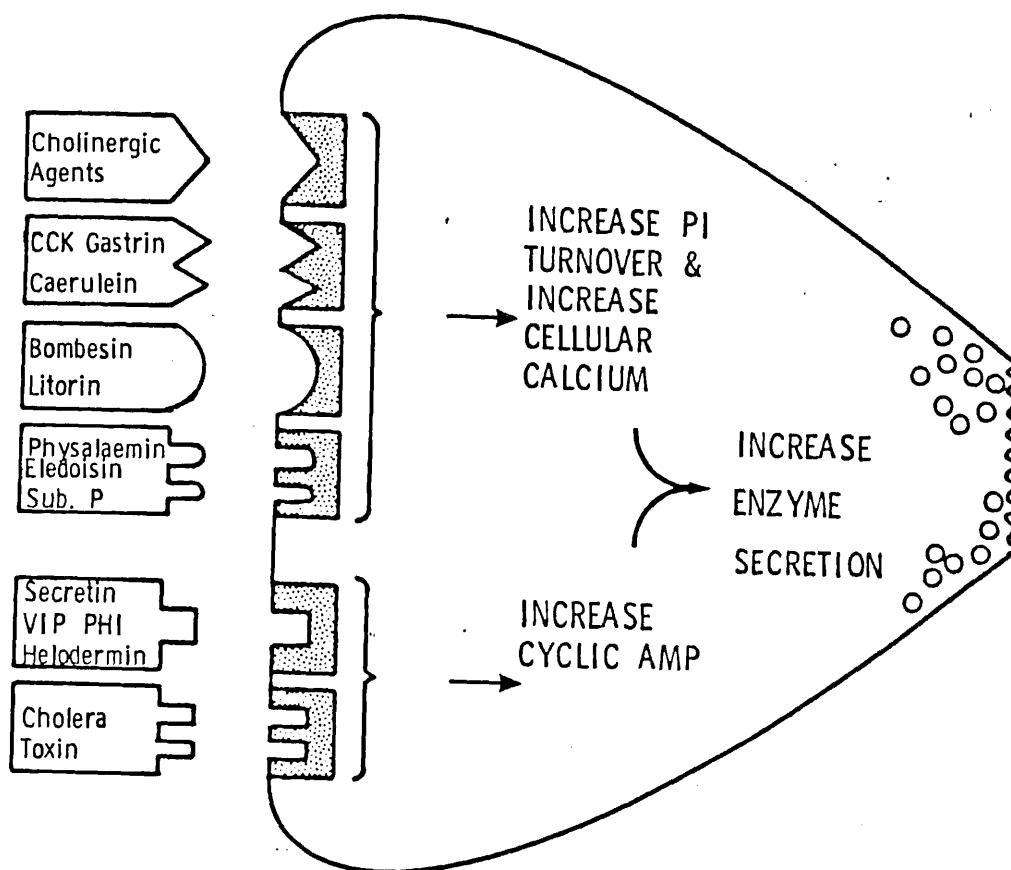 Cholinergic
Agents
CCK Gastrin
Caerulein
Bombesin
Litorin
Physalaemin
Eledoisin
Sub. P
Secretin
VIP PHI
Helodermin
Cholera
Toxin
INCREASE PI
TURNOVER &
INCREASE
CELLULAR
CALCIUM
INCREASE
CYCLIC AMP
INCREASE
ENZYME
SECRETION